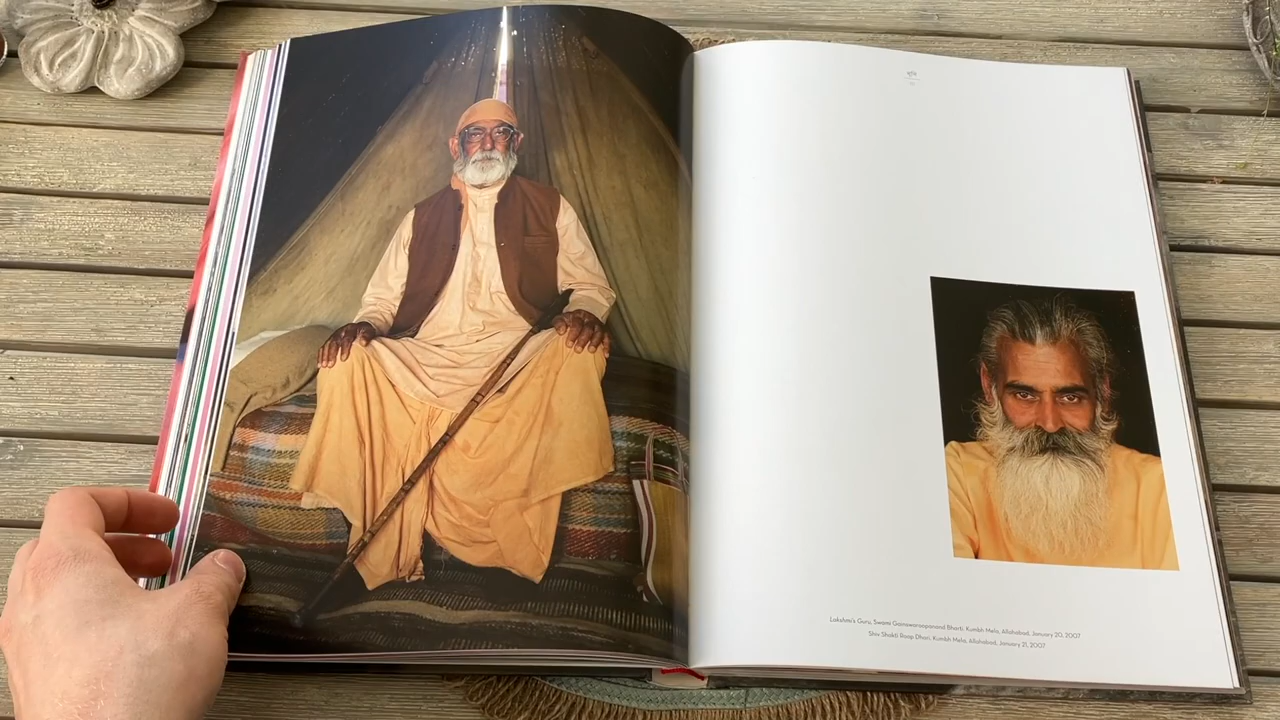 Lakshmi's Guru, Swami Ganswaroopanand Bharti. Kumbh Mela, Allahabad, January 20, 2007
Shiv Shakti Roop Dhari, Kumbh Mela, Allahabad, January 21, 2007